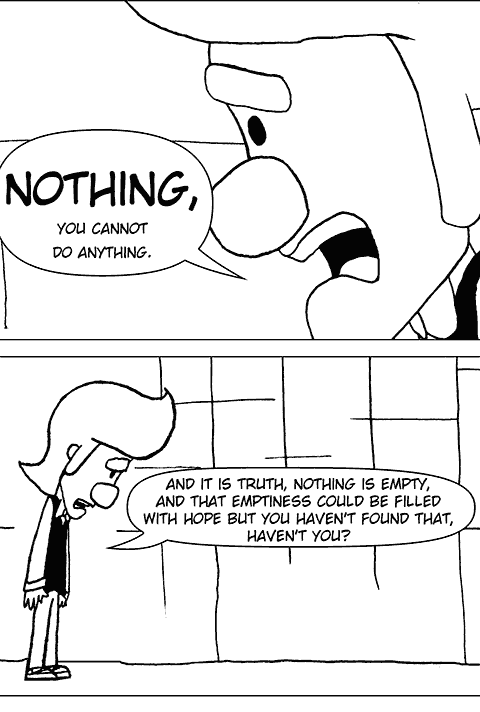 NOTHING,
YOU CANNOT
DO ANYTHING.
AND IT IS TRUTH, NOTHING IS EMPTY,
AND THAT EMPTINESS COULD BE FILLED
WITH HOPE BUT YOU HAVEN'T FOUND THAT,
HAVEN'T YOU?